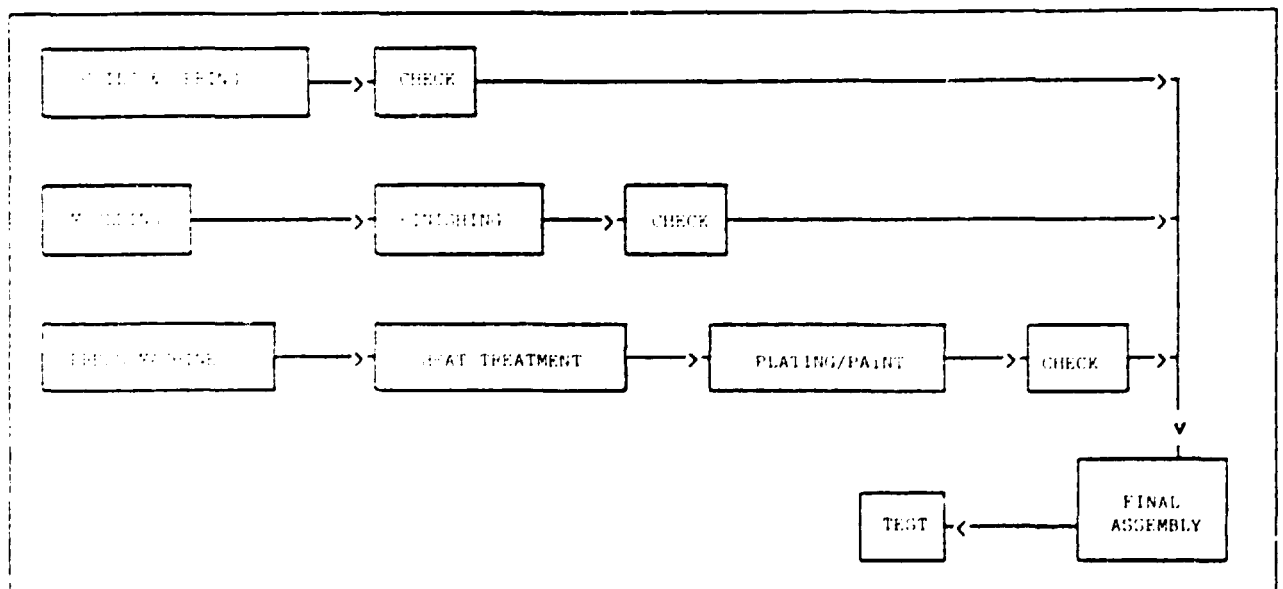 CHECK
FINISHING
CHECK
HEAT TREATMENT
PLATING/PAINT
CHECK
FINAL
ASSEMBLY
TEST